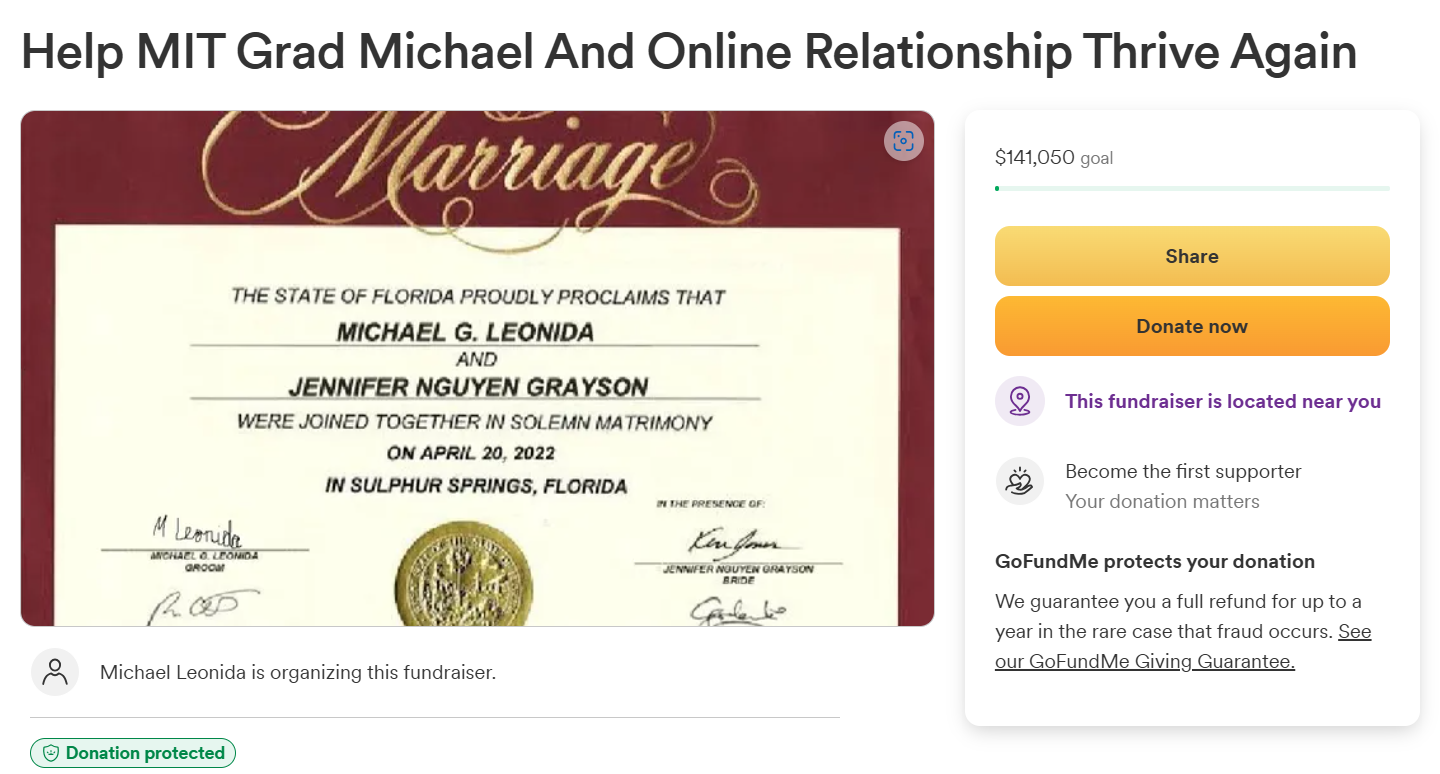 Help MIT Grad Michael And Online Relationship Thrive Again
Marriage
THE STATE OF FLORIDA PROUDLY PROCLAIMS THAT
MICHAEL G. LEONIDA
AND
JENNIFER NGUYEN GRAYSON
WERE JOINED TOGETHER IN SOLEMN MATRIMONY
ON APRIL 20, 2022
IN SULPHUR SPRINGS, FLORIDA
IN THE PRESENCE OF:
M Leonida
MICHAEL G. LEONIDA
GROOM
JENNIFER NGUYEN GRAYSON
BRIDE
Michael Leonida is organizing this fundraiser.
Donation protected
$141,050 goal
Share
Donate now
This fundraiser is located near you
Become the first supporter
Your donation matters
GoFundMe protects your donation
We guarantee you a full refund for up to a
year in the rare case that fraud occurs. See
our GoFundMe Giving Guarantee.